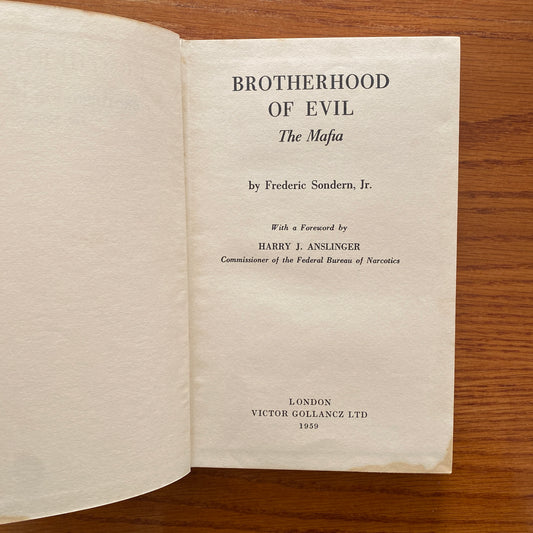 BROTHERHOOD
OF EVIL
The Mafia
by Frederic Sondern, Jr.
With a Foreword by
HARRY J. ANSLINGER
Commissioner of the Federal Bureau of Narcotics
LONDON
VICTOR GOLLANCZ LTD
1959